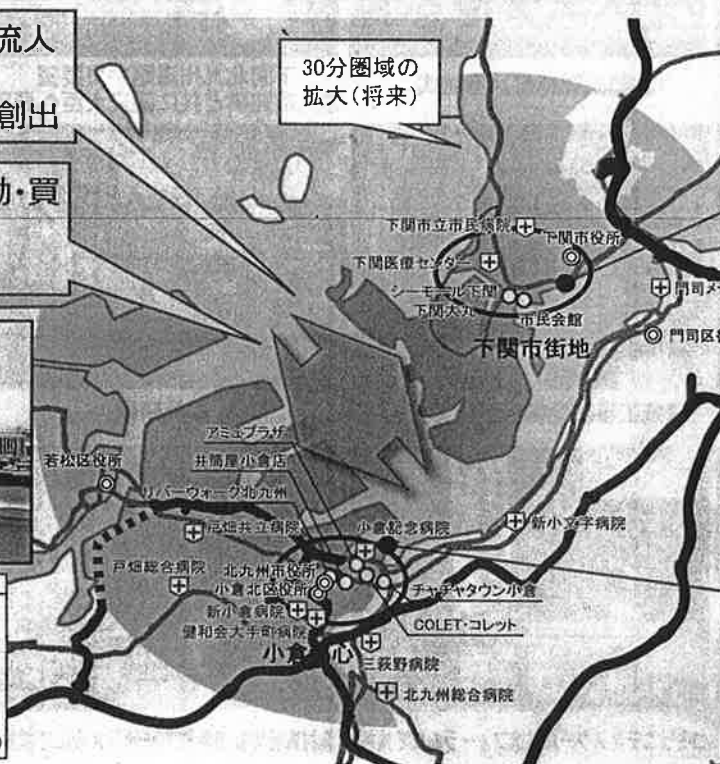 流人
創出
動・買
30分圏域の
拡大(将来)
下関市立市民病院
下関市役所
下関医療センター
シーモール下関
下関大丸
市民会館
門司メ
下関市街地
門司区
アミュプラザ
井筒屋小倉店
若松区役所
リバーウォーク北九州
戸畑共立病院
小倉記念病院
新小文字病院
戸畑総合病院
北九州市役所
小倉北区役所
チャチャタウン小倉
新小倉病院
COLET・コレット
健和会大手町病院
小倉
心
三萩野病院
北九州総合病院